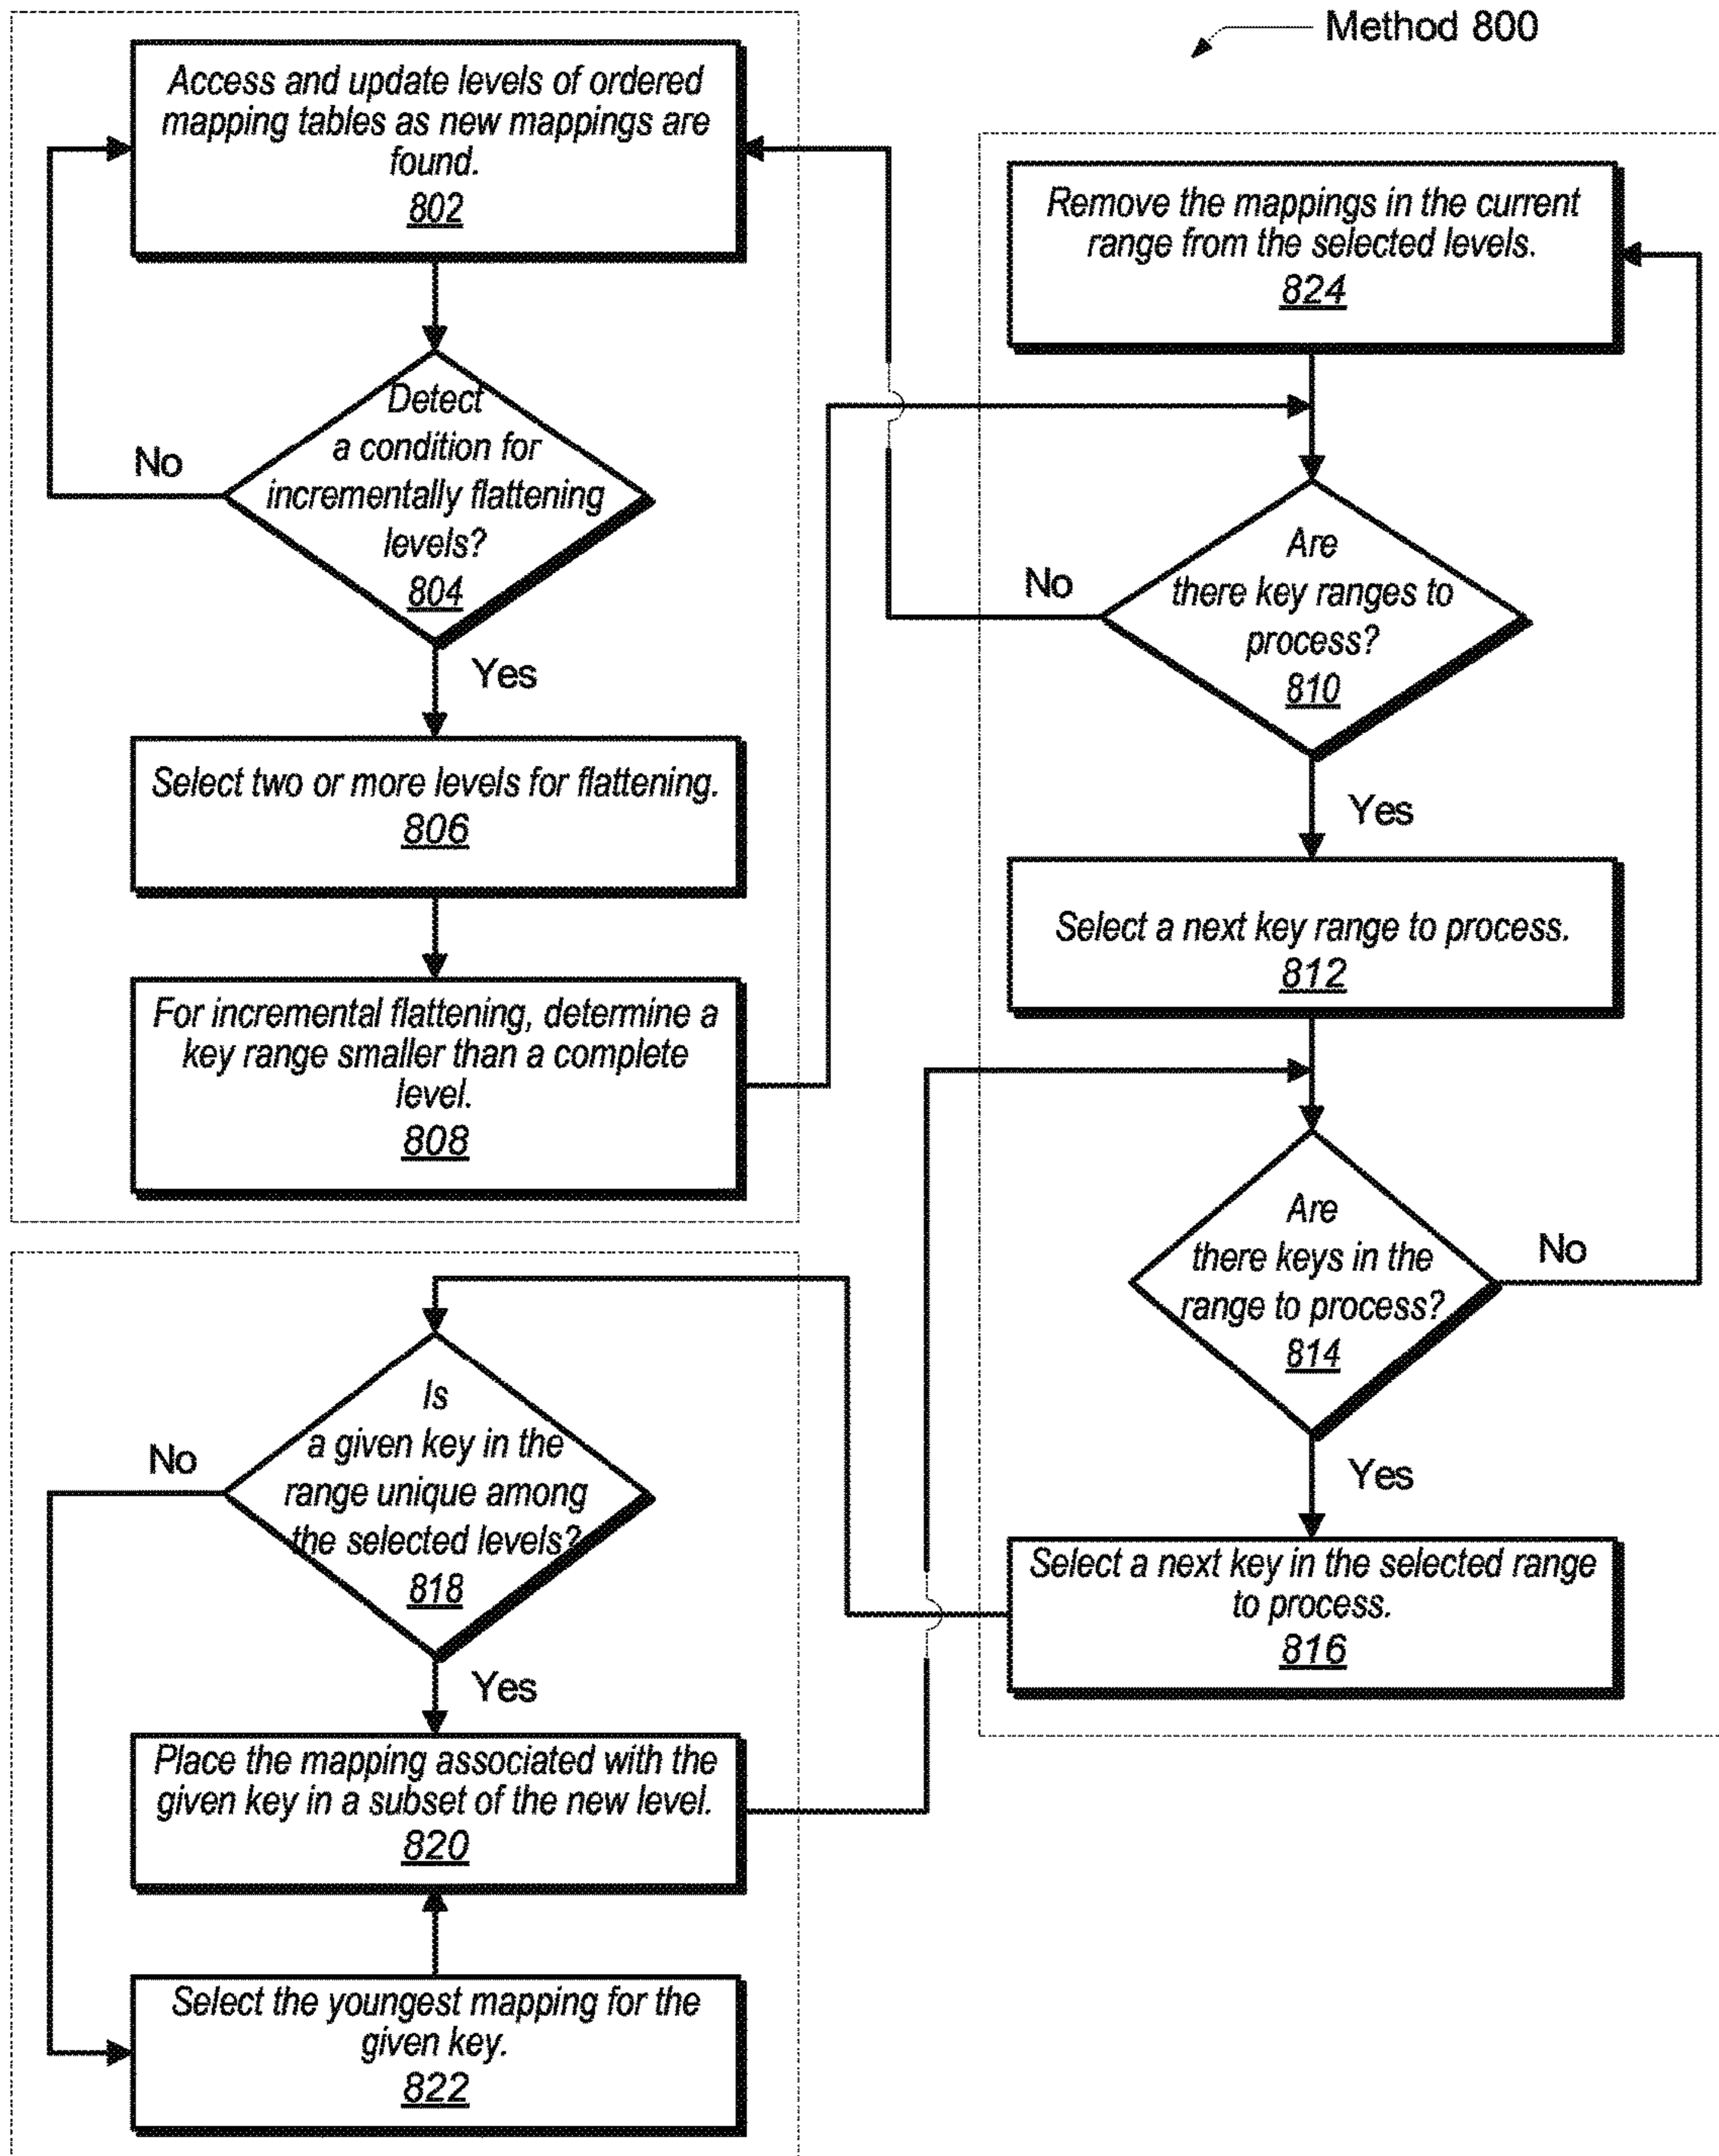 Method 800
Access and update levels of ordered
mapping tables as new mappings are
found.
802
Detect
a condition for
incrementally flattening
levels?
804
No
Yes
Select two or more levels for flattening.
806
For incremental flattening, determine a
key range smaller than a complete
level.
808
Remove the mappings in the current
range from the selected levels.
824
Are
there key ranges to
process?
810
No
Yes
Select a next key range to process.
812
Are
there keys in the
range to process?
814
No
Yes
Select a next key in the selected range
to process.
816
Is
a given key in the
range unique among
the selected levels?
818
No
Yes
Place the mapping associated with the
given key in a subset of the new level.
820
Select the youngest mapping for the
given key.
822